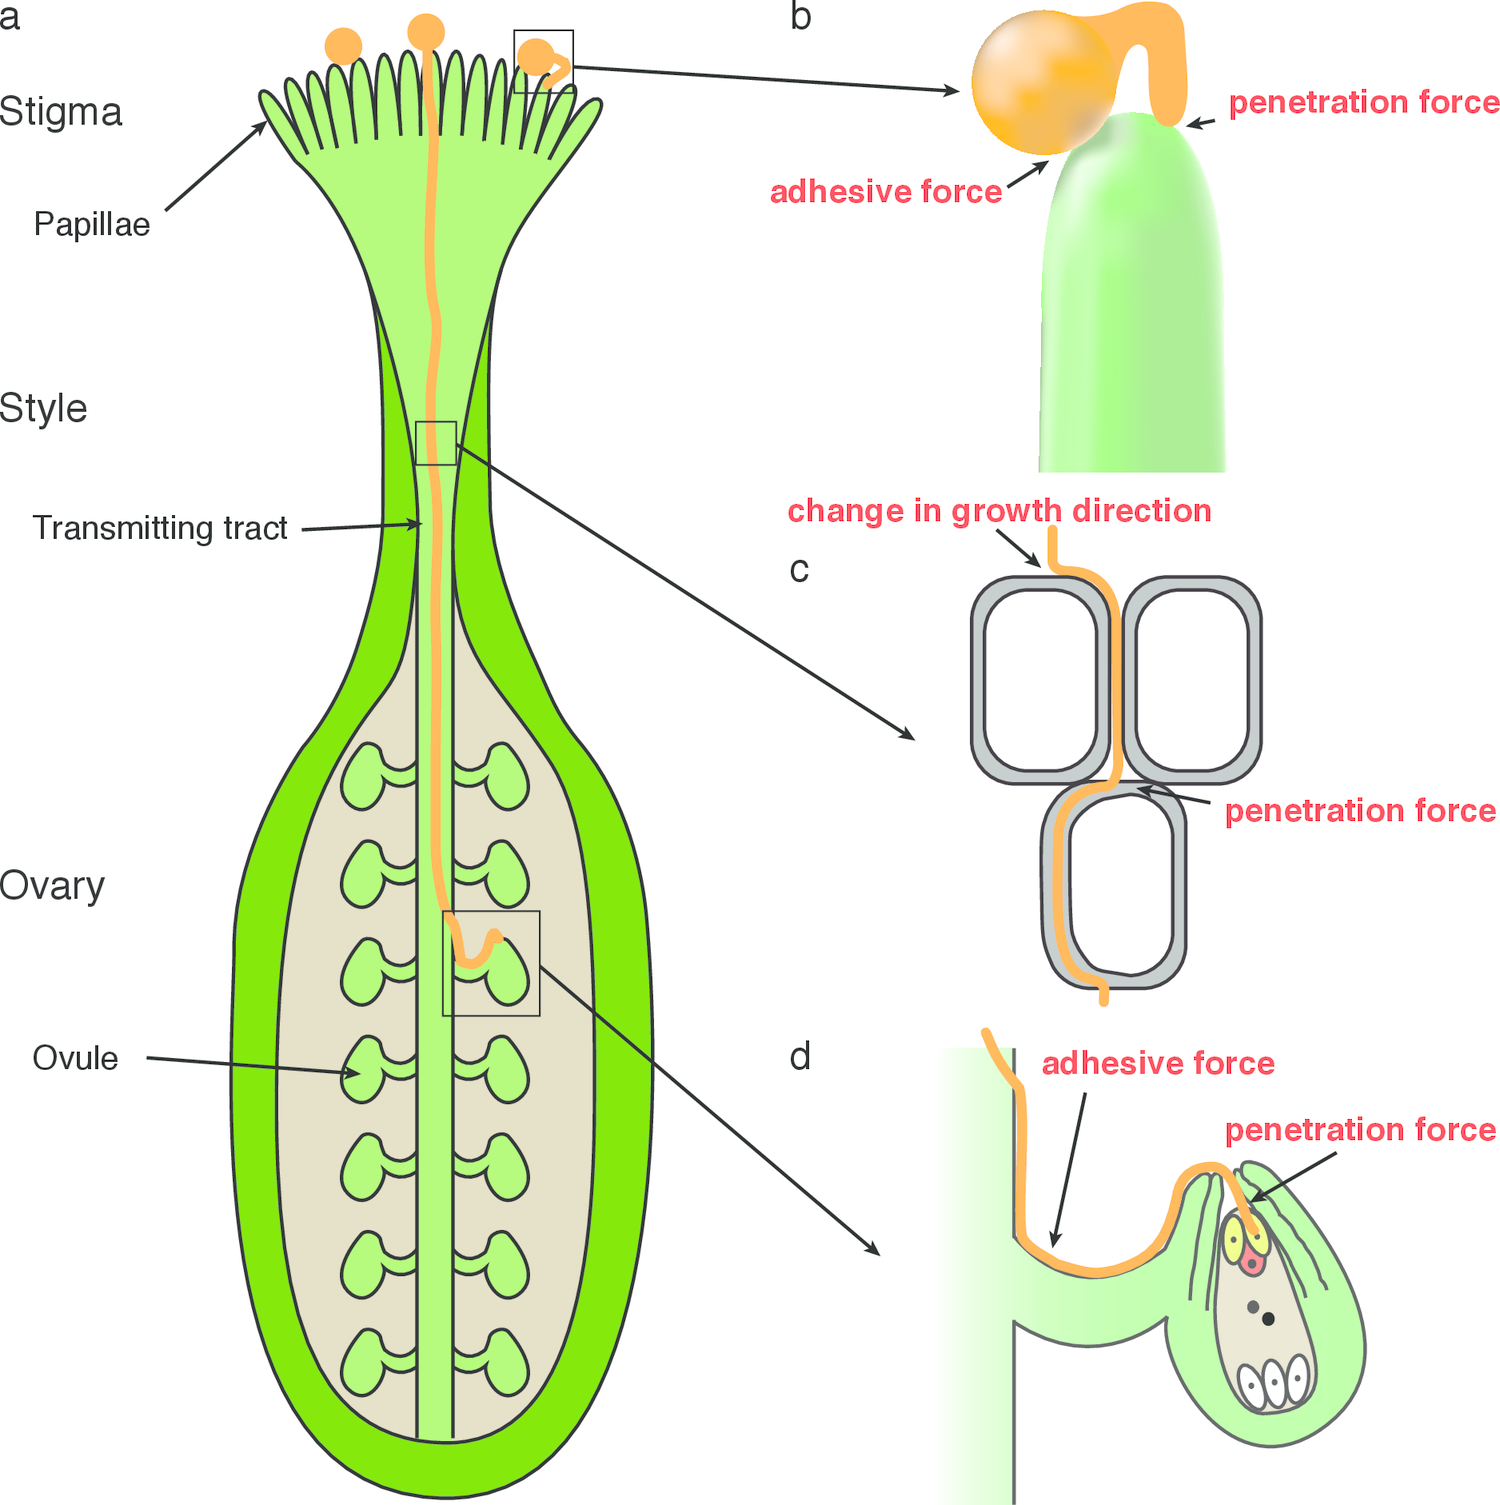 a
Stigma
Papillae
Style
Transmitting tract
Ovary
Ovule
b
penetration force
adhesive force
change in growth direction
c
penetration force
d
adhesive force
penetration force